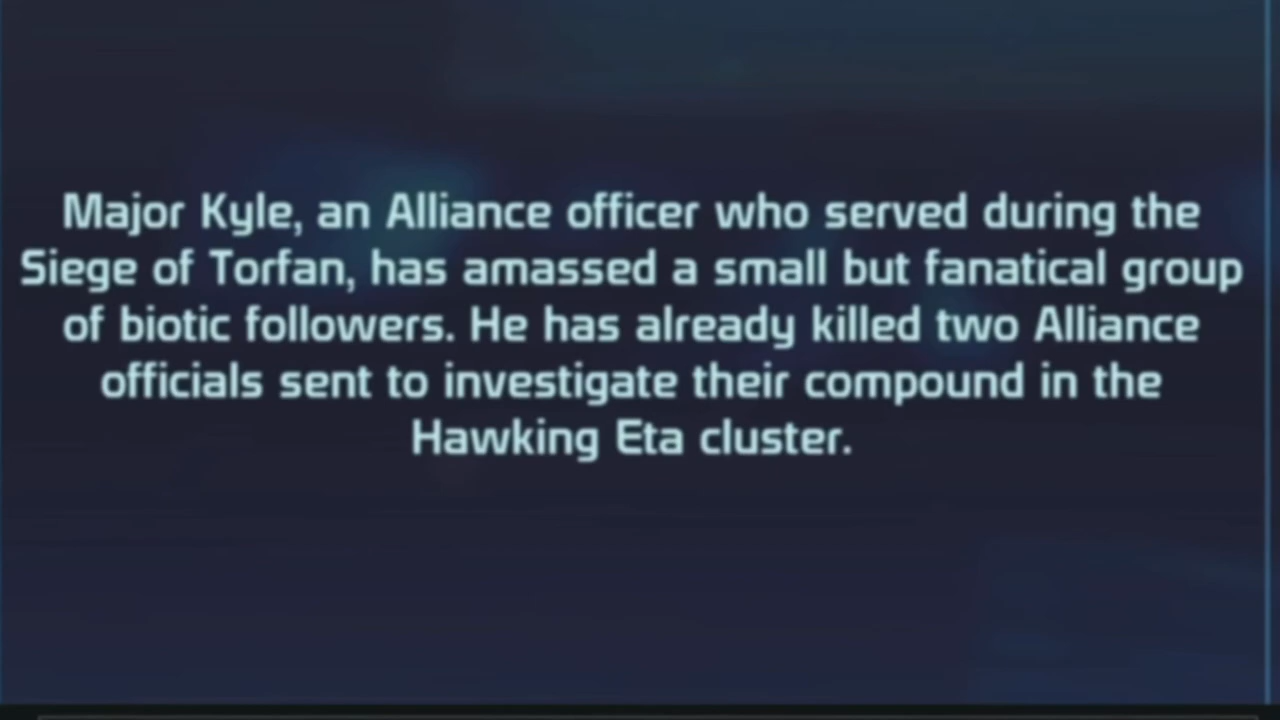 Major Kyle, an Alliance officer who served during the
Siege of Torfan, has amassed a small but fanatical group
of biotic followers. He has already killed two Alliance
officials sent to investigate their compound in the
Hawking Eta cluster.